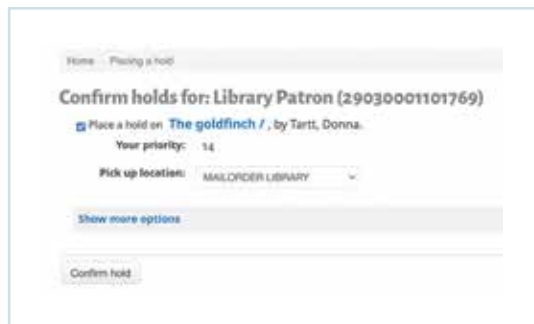 Home Placing a hold
Confirm holds for: Library Patron (29030001101769)
Place a hold on The goldfinch / , by Tartt, Donna.
Your priority: 14
Pick up location: MAILORDER LIBRARY
Show more options
Confirm hold